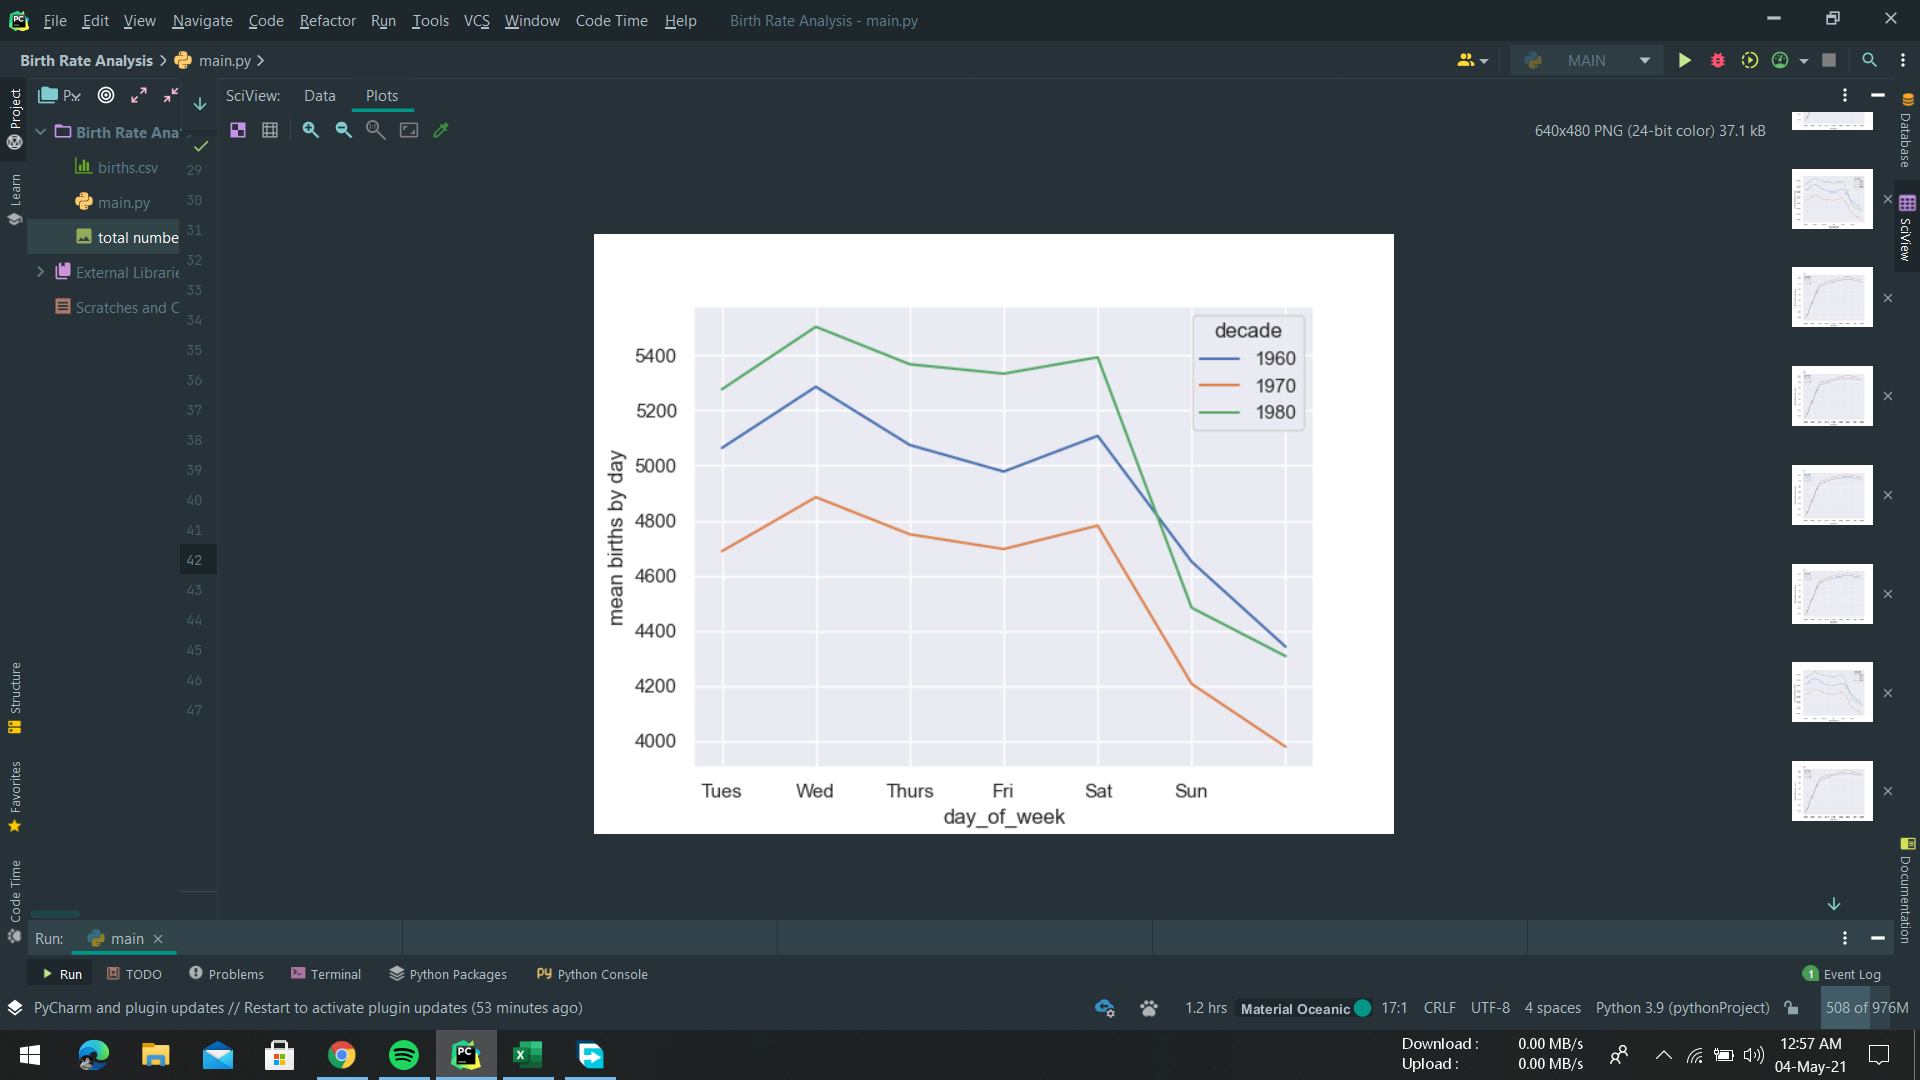 File Edit View Navigate Code Refactor Run Tools VCS Window Code Time Help Birth Rate Analysis - main.py
Birth Rate Analysis main.py MAIN
Project P.. SciView: Data Plots
Birth Rate Ana
births.csv
main.py
total numbe
External Librarie
Scratches and C
29
30
31
32
33
34
35
36
37
38
39
40
41
42
43
44
45
46
47
640x480 PNG (24-bit color) 37.1 kB
Learn
Structure
Favorites
Code Time
Database
SciView
Documentation
decade
1960
1970
1980
5400
5200
5000
4800
4600
4400
4200
4000
mean births by day
Tues Wed Thurs Fri Sat Sun
day_of_week
Run: main
Run TODO Problems Terminal Python Packages Python Console 1 Event Log
PyCharm and plugin updates // Restart to activate plugin updates (53 minutes ago) 1.2 hrs Material Oceanic 17:1 CRLF UTF-8 4 spaces Python 3.9 (pythonProject) 508 of 976M
Download : 0.00 MB/s
Upload : 0.00 MB/s
12:57 AM
04-May-21